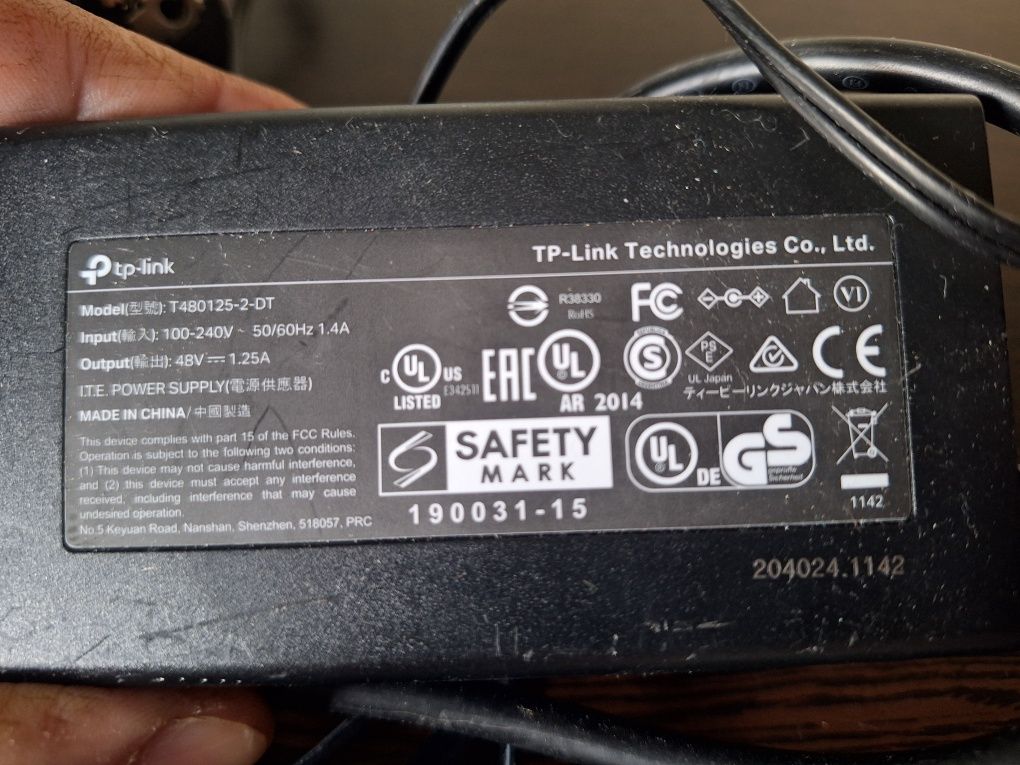 tp-link
TP-Link Technologies Co., Ltd.
Model(型號): T480125-2-DT
Input(輸入): 100-240V~ 50/60Hz 1.4A
Output(輸出): 48V⎓1.25A
I.T.E. POWER SUPPLY(電源供應器)
MADE IN CHINA/中國製造
This device complies with part 15 of the FCC Rules.
Operation is subject to the following two conditions:
(1) This device may not cause harmful interference,
and (2) this device must accept any interference
received, including interference that may cause
undesired operation.
No.5 Keyuan Road, Nanshan, Shenzhen, 518057, PRC
R38330
RoHS
FC
VI
c UL US
LISTED
E342511
EAC
UL
AR 2014
S
PS
E
UL Japan
CE
ティーピーリンクジャパン株式会社
SAFETY
MARK
190031-15
UL
DE
GS
geprüfte
Sicherheit
1142
204024.1142